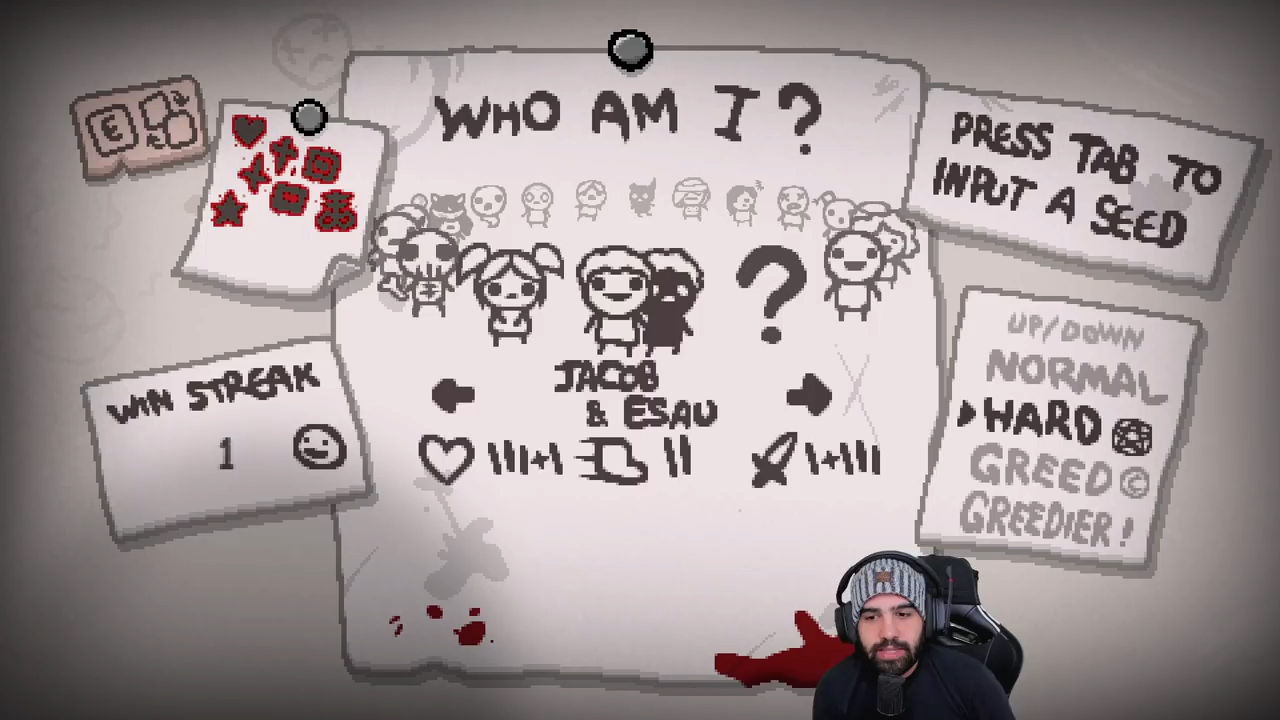 WHO AM I?
PRESS TAB TO
INPUT A SEED
WIN STREAK
1
JACOB
& ESAU
UP/DOWN
NORMAL
HARD
GREED
GREEDIER!